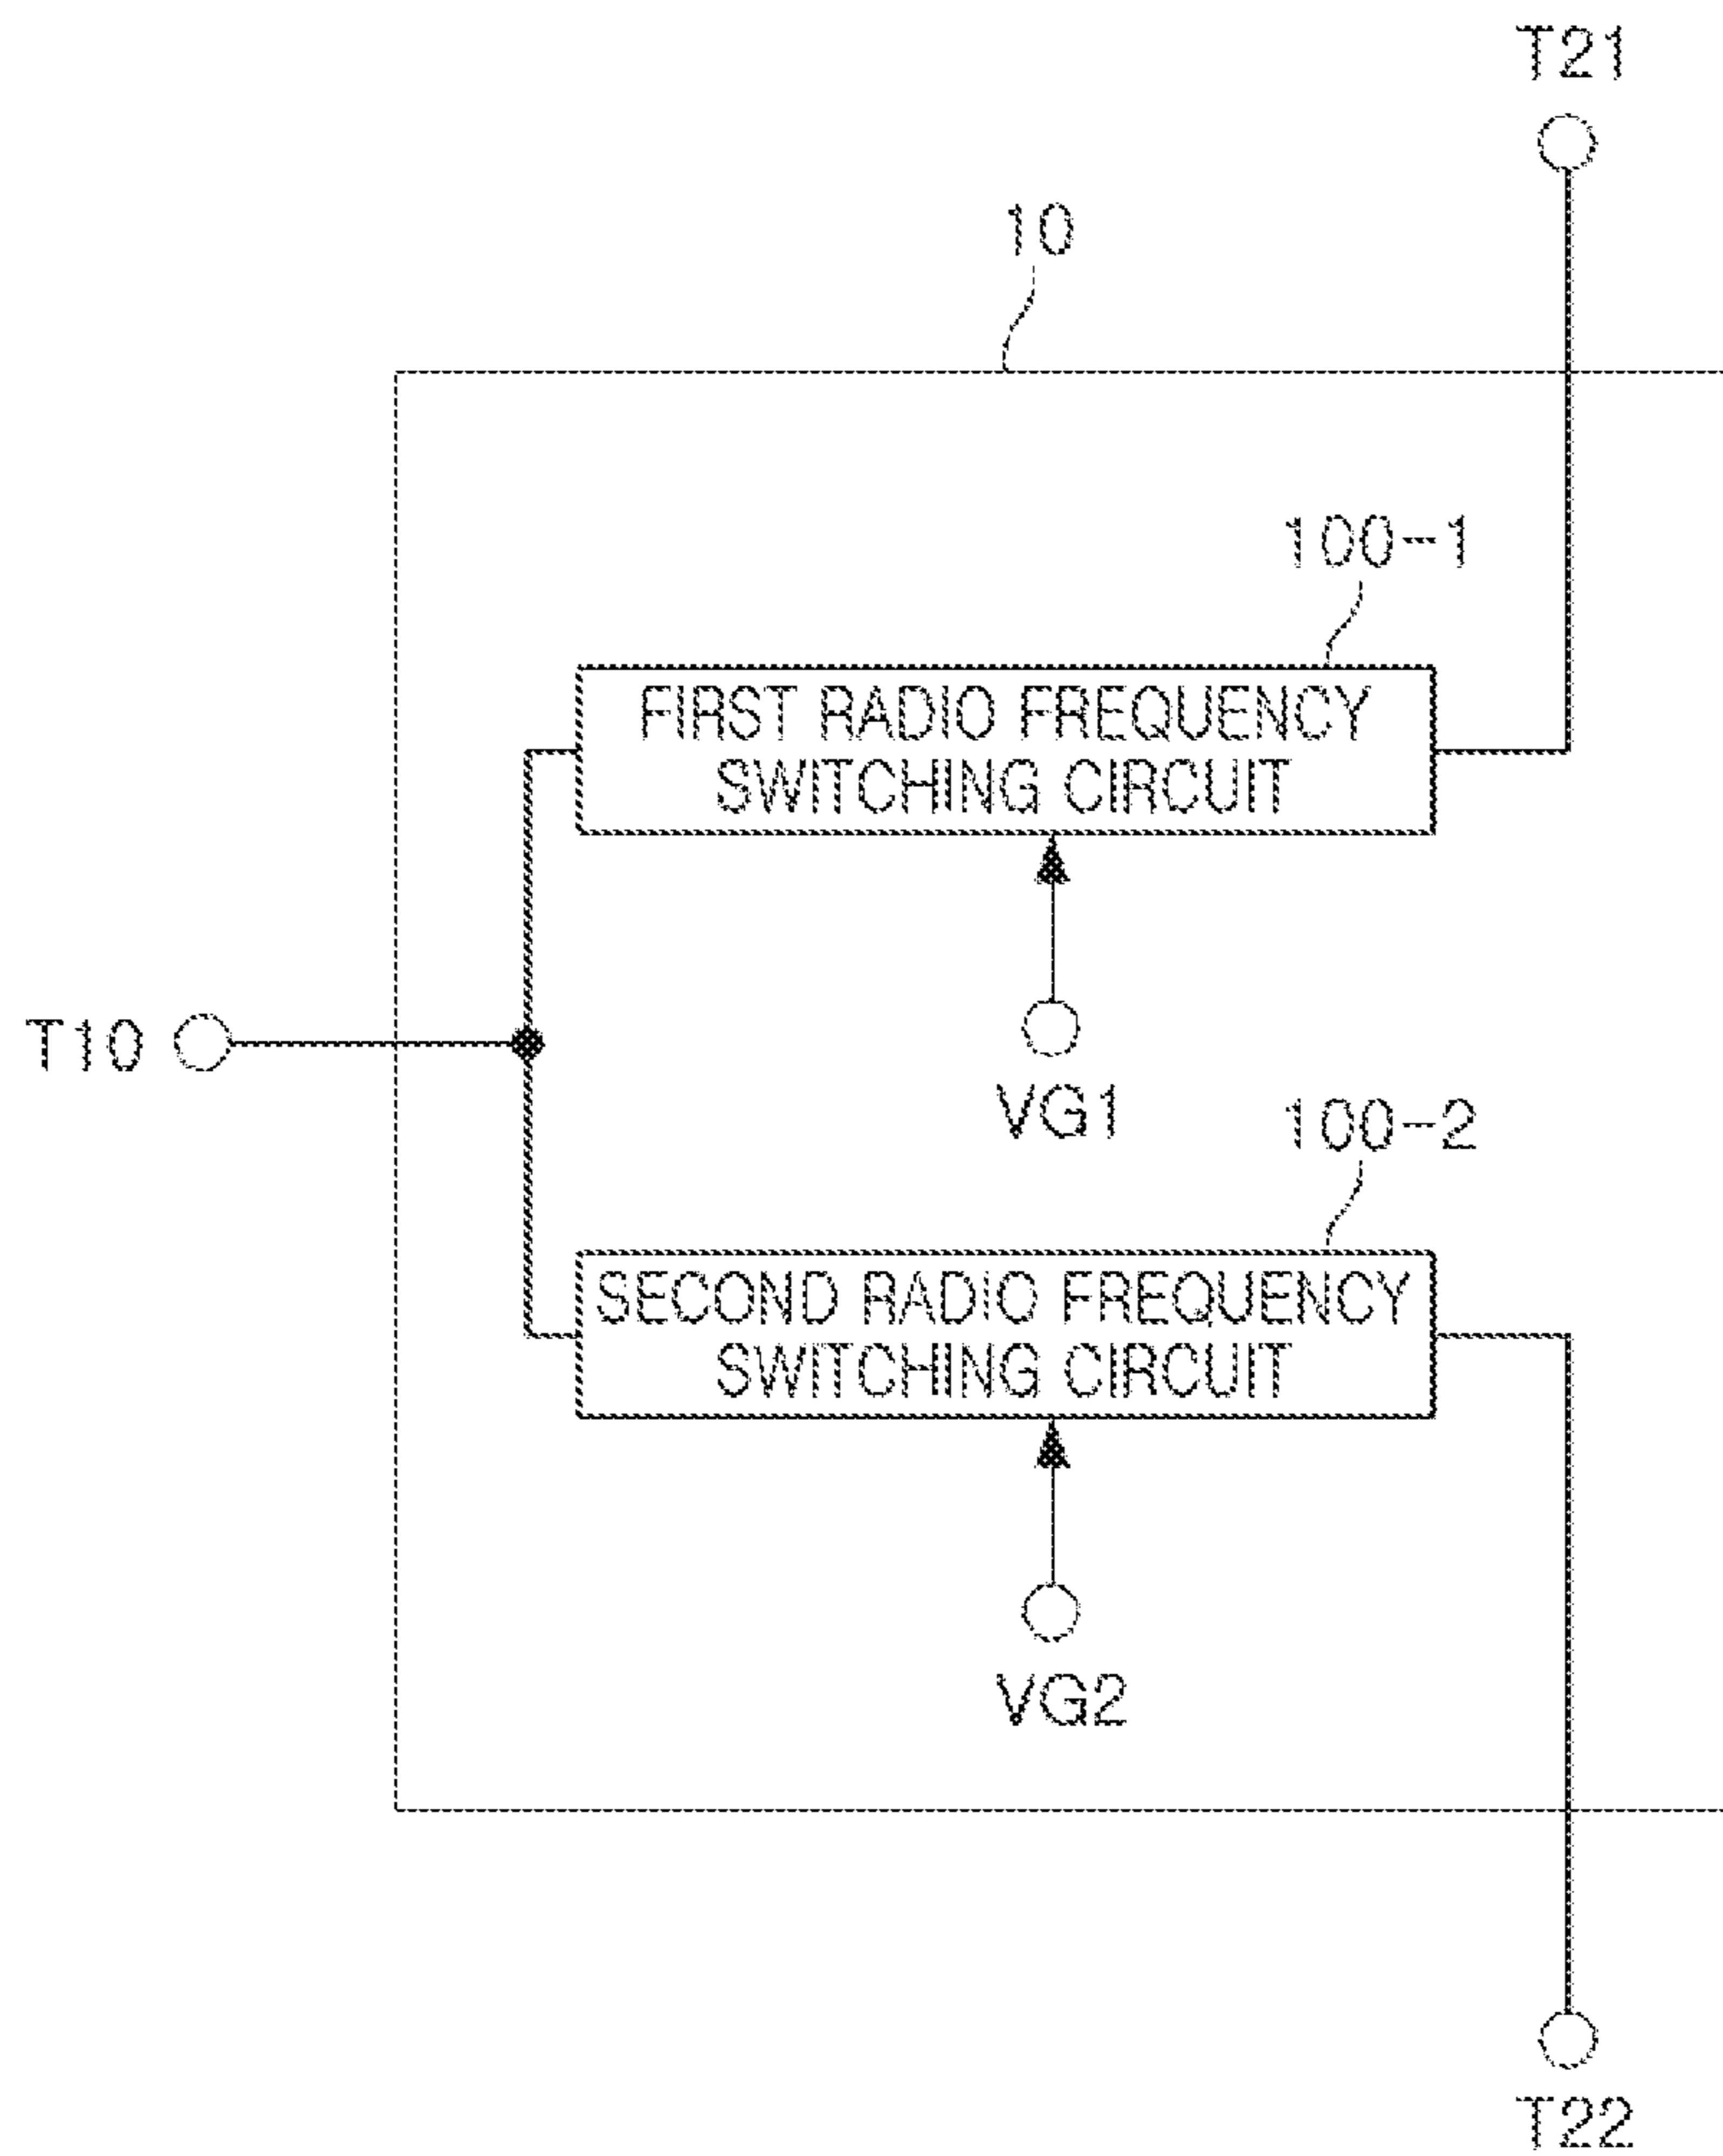 T21
10
100-1
FIRST RADIO FREQUENCY
SWITCHING CIRCUIT
T10
VG1
100-2
SECOND RADIO FREQUENCY
SWITCHING CIRCUIT
VG2
T22